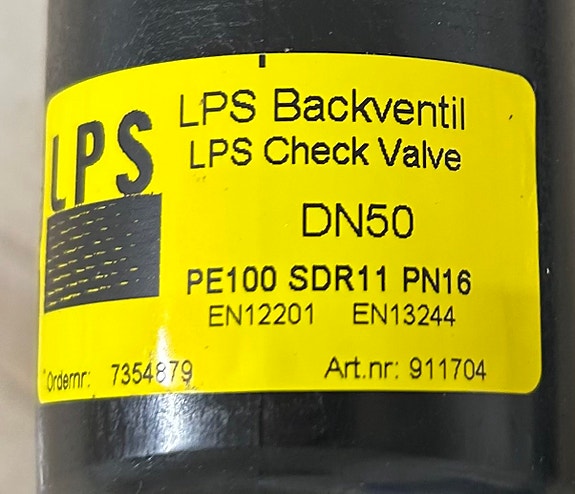 LPS Backventil
LPS Check Valve
LPS
DN50
PE100 SDR11 PN16
EN12201 EN13244
Ordernr: 7354879
Art.nr: 911704